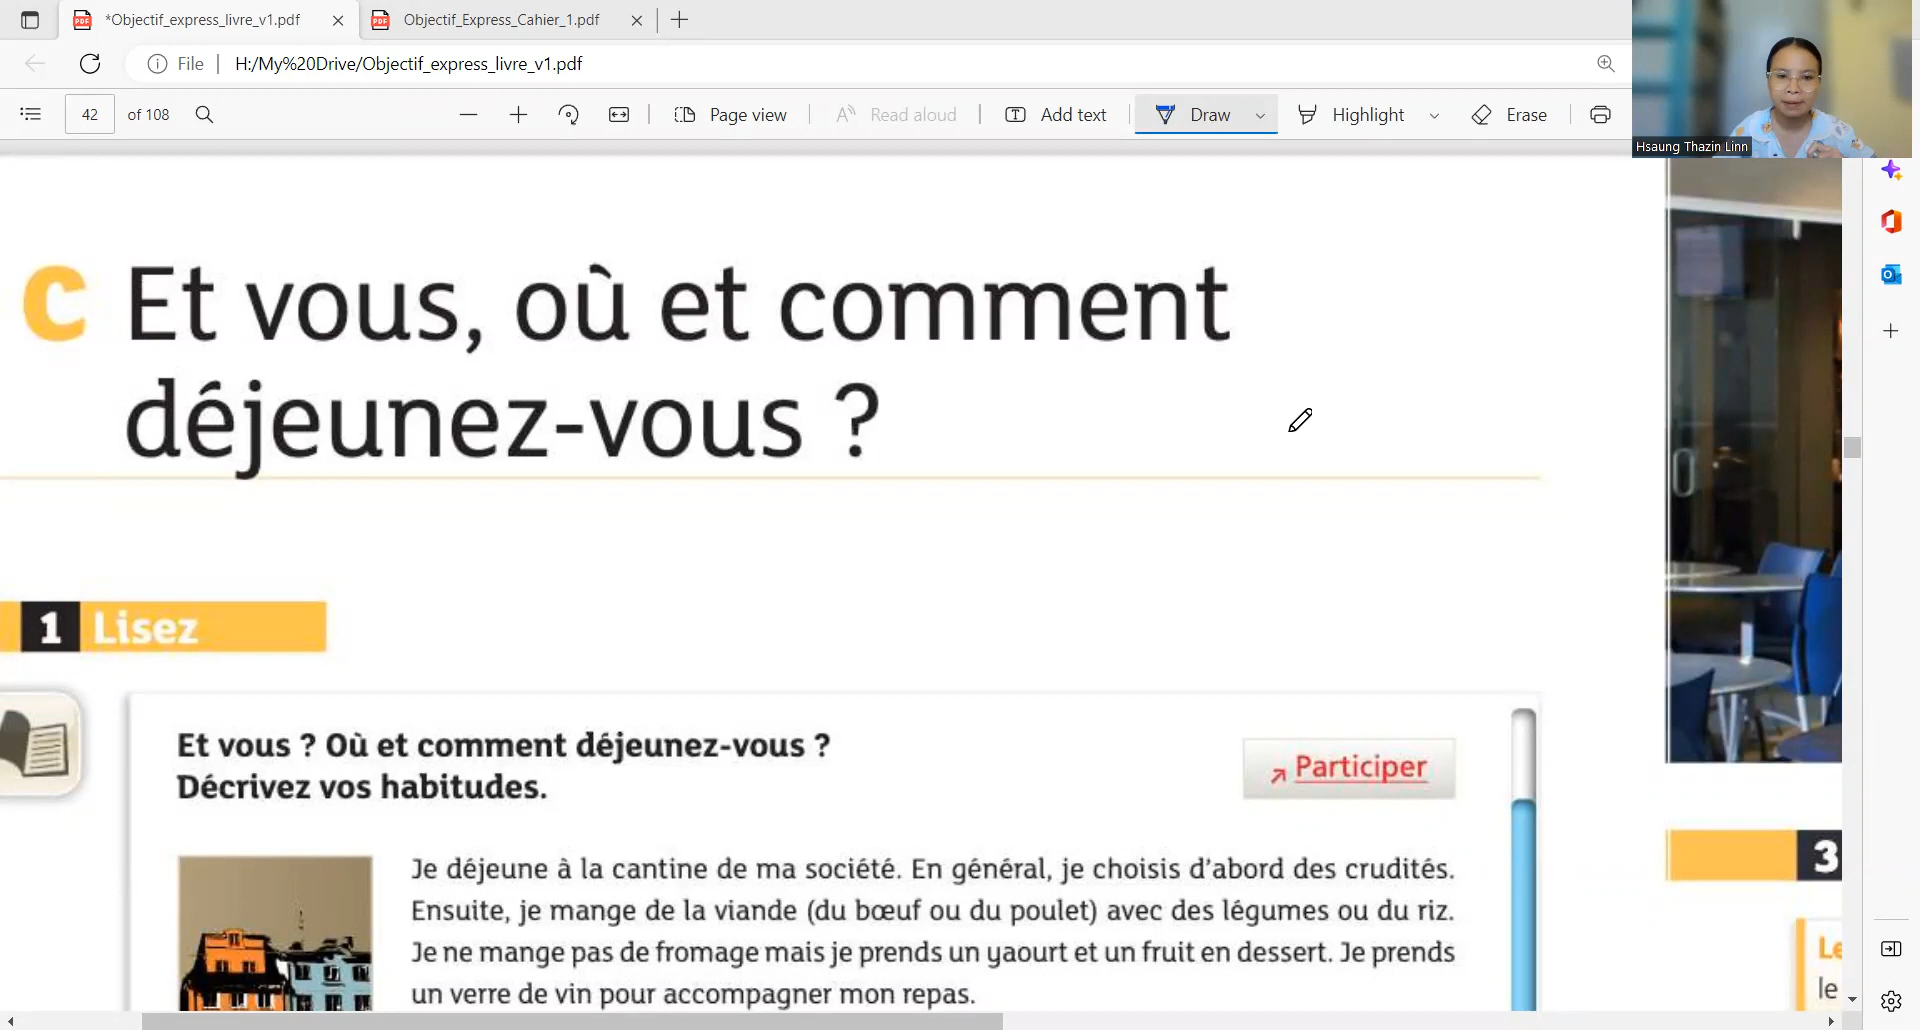 *Objectif_express_livre_v1.pdf
Objectif_Express_Cahier_1.pdf
File
H:/My%20Drive/Objectif_express_livre_v1.pdf
42 of 108
Page view
Read aloud
Add text
Draw
Highlight
Erase
Hsaung Thazin Linn
C Et vous, où et comment
déjeunez-vous ?
1 Lisez
Et vous ? Où et comment déjeunez-vous ?
Décrivez vos habitudes.
Participer
Je déjeune à la cantine de ma société. En général, je choisis d'abord des crudités.
Ensuite, je mange de la viande (du bœuf ou du poulet) avec des légumes ou du riz.
Je ne mange pas de fromage mais je prends un yaourt et un fruit en dessert. Je prends
un verre de vin pour accompagner mon repas.
3
Le
le